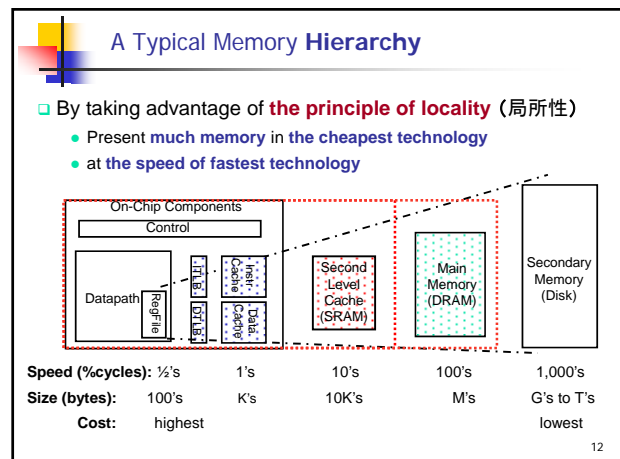 A Typical Memory Hierarchy
By taking advantage of the principle of locality (局所性)
Present much memory in the cheapest technology
at the speed of fastest technology
On-Chip Components
Control
Datapath
RegFile
ITLB
DTLB
Instr Cache
Data Cache
Second
Level
Cache
(SRAM)
Main
Memory
(DRAM)
Secondary
Memory
(Disk)
Speed (%cycles): ½'s 1's 10's 100's 1,000's
Size (bytes): 100's K's 10K's M's G's to T's
Cost: highest lowest
12